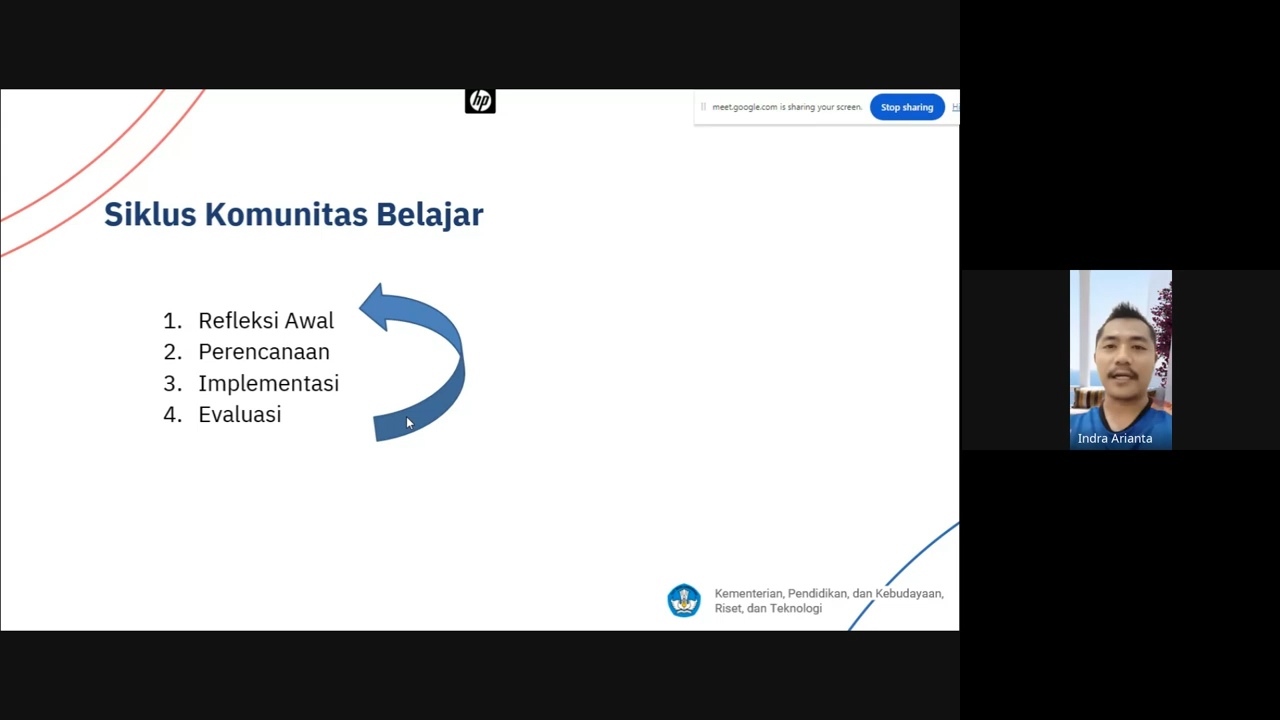 hp
meet.google.com is sharing your screen.
Stop sharing
Hi
Siklus Komunitas Belajar
1. Refleksi Awal
2. Perencanaan
3. Implementasi
4. Evaluasi
Indra Arianta
Kementerian, Pendidikan, dan Kebudayaan,
Riset, dan Teknologi